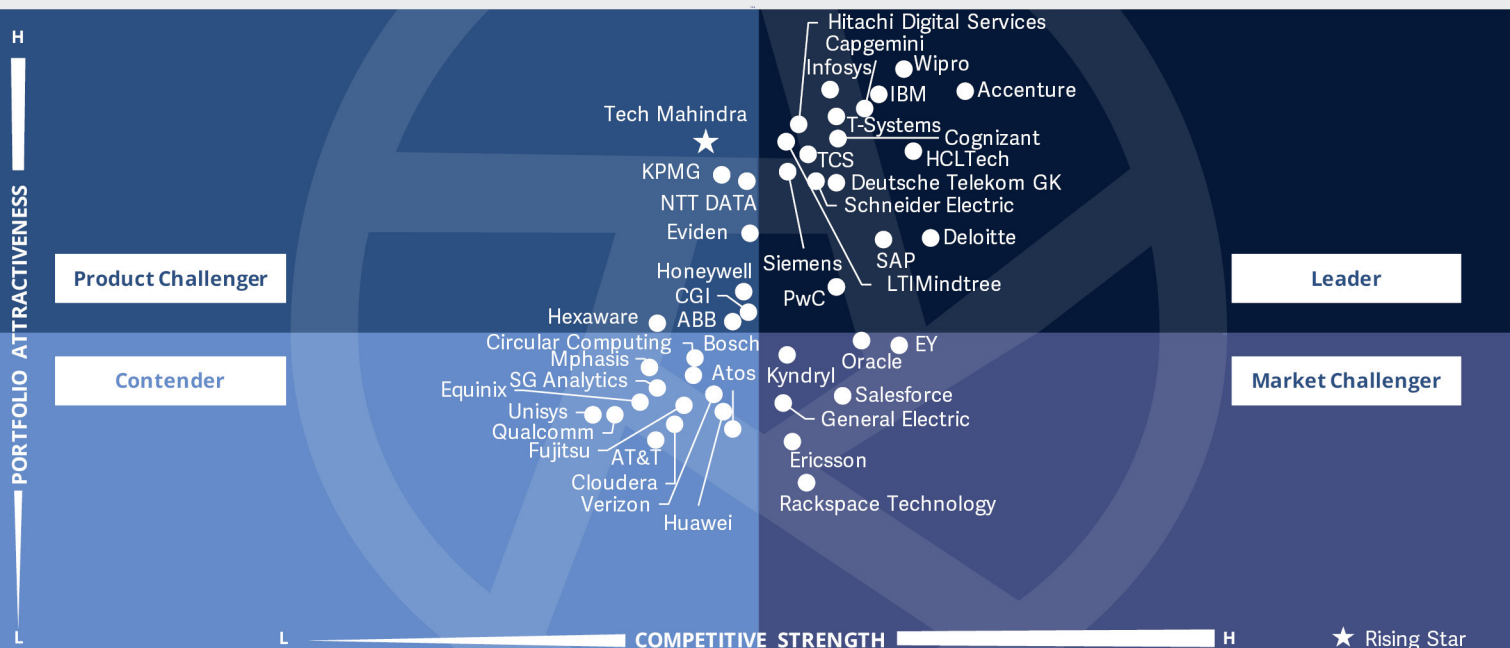 H
Hitachi Digital Services
Capgemini
Infosys
Wipro
IBM
Accenture
Tech Mahindra
T-Systems
Cognizant
TCS
HCLTech
KPMG
Deutsche Telekom GK
NTT DATA
Schneider Electric
Eviden
Deloitte
SAP
Siemens
Honeywell
LTIMindtree
Product Challenger
Leader
CGI
PwC
Hexaware
ABB
Circular Computing
Bosch
EY
Mphasis
Oracle
Atos
Kyndryl
Contender
SG Analytics
Market Challenger
Equinix
Salesforce
Unisys
General Electric
Qualcomm
Fujitsu
AT&T
Ericsson
Cloudera
Verizon
Rackspace Technology
Huawei
PORTFOLIO ATTRACTIVENESS
L
L
COMPETITIVE STRENGTH
H
Rising Star